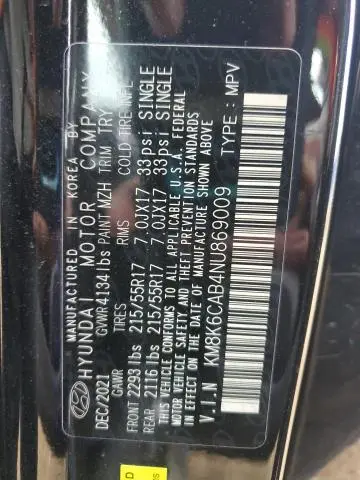 MANUFACTURED IN KOREA BY
HYUNDAI MOTOR COMPANY
DEC/2021 GVWR 4134 lbs PAINT MZH TRIM TRY
GAWR TIRES RIMS COLD TIRE INFL
FRONT 2293 lbs 215/55R17 7.0JX17 33psi SINGLE
REAR 2116 lbs 215/55R17 7.0JX17 33psi SINGLE
THIS VEHICLE CONFORMS TO ALL APPLICABLE U.S.A. FEDERAL
MOTOR VEHICLE SAFETY AND THEFT PREVENTION STANDARDS
IN EFFECT ON THE DATE OF MANUFACTURE SHOWN ABOVE
V.I.N KM8K6CAB4NU869009 TYPE : MPV
D